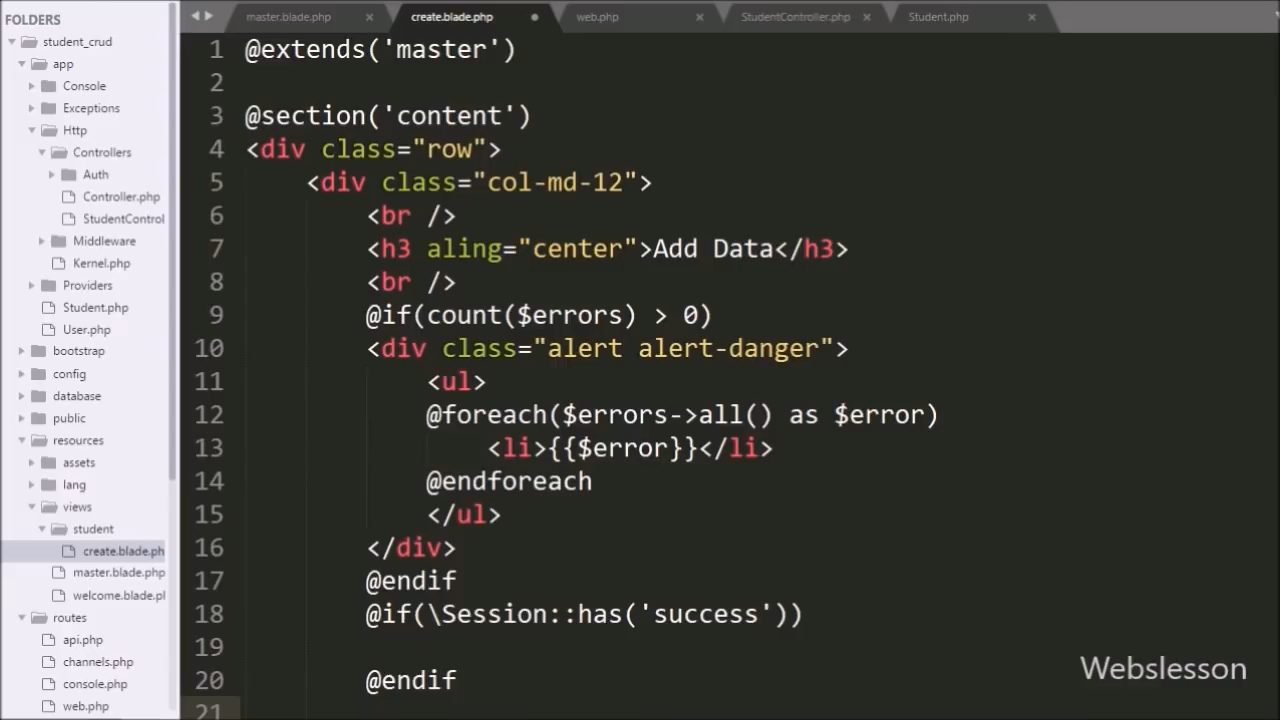 FOLDERS
student_crud
app
Console
Exceptions
Http
Controllers
Auth
Controller.php
StudentControl
Middleware
Kernel.php
Providers
Student.php
User.php
bootstrap
config
database
public
resources
assets
lang
views
student
create.blade.ph
master.blade.php
welcome.blade.pl
routes
api.php
channels.php
console.php
web.php
master.blade.php
create.blade.php
web.php
StudentController.php
Student.php
1 @extends('master')
2
3 @section('content')
4 <div class="row">
5 <div class="col-md-12">
6 <br />
7 <h3 aling="center">Add Data</h3>
8 <br />
9 @if(count($errors) > 0)
10 <div class="alert alert-danger">
11 <ul>
12 @foreach($errors->all() as $error)
13 <li>{{$error}}</li>
14 @endforeach
15 </ul>
16 </div>
17 @endif
18 @if(\Session::has('success'))
19
20 @endif
21
Webslesson